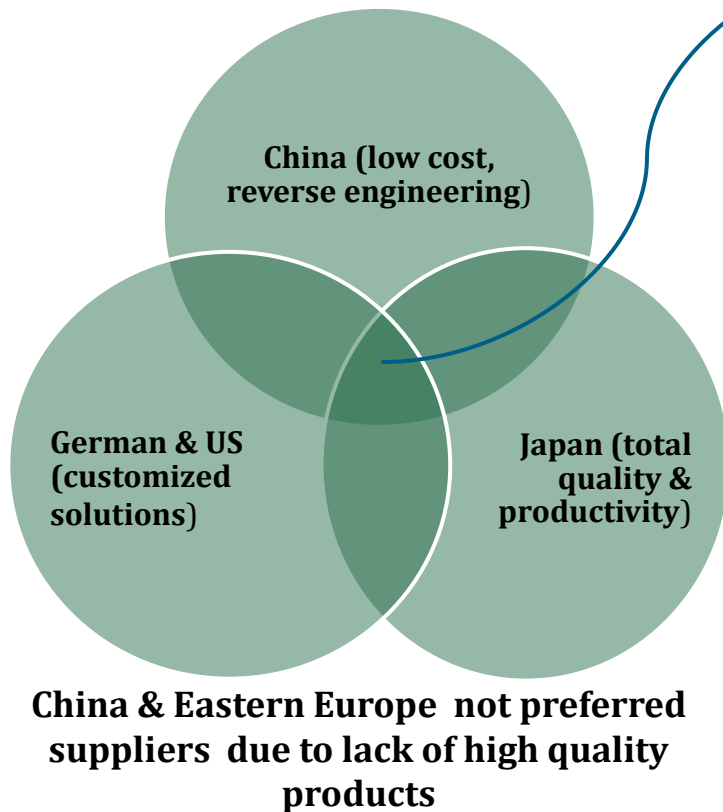 China (low cost,
reverse engineering)
German & US
(customized
solutions)
Japan (total
quality &
productivity)
China & Eastern Europe not preferred
suppliers due to lack of high quality
products